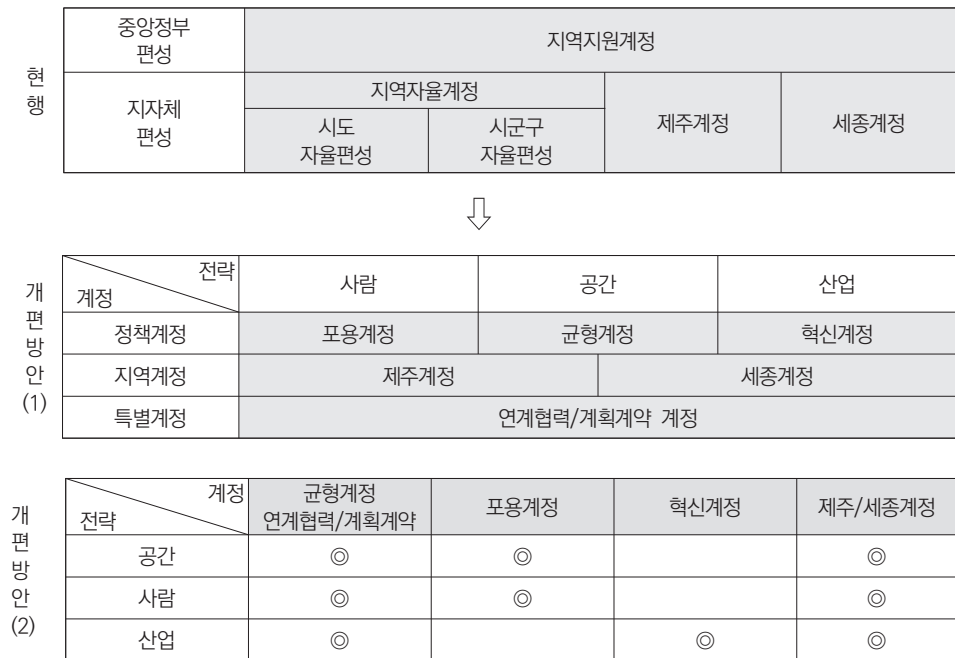 현행
중앙정부
편성
지역지원계정
지자체
편성
지역자율계정
시도
자율편성
시군구
자율편성
제주계정
세종계정
⇩
개편방안
(1)
전략
계정
사람
공간
산업
정책계정
포용계정
균형계정
혁신계정
지역계정
제주계정
세종계정
특별계정
연계협력/계획계약 계정
개편방안
(2)
계정
전략
균형계정
연계협력/계획계약
포용계정
혁신계정
제주/세종계정
공간 ◎ ◎ ◎
사람 ◎ ◎ ◎
산업 ◎ ◎ ◎